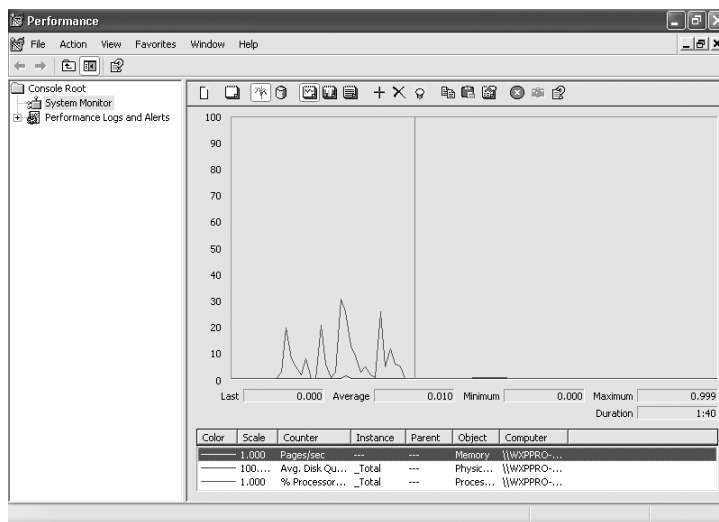 Performance
File Action View Favorites Window Help
Console Root
System Monitor
Performance Logs and Alerts
100
90
80
70
60
50
40
30
20
10
0
Last 0.000 Average 0.010 Minimum 0.000 Maximum 0.999
Duration 1:40
Color Scale Counter Instance Parent Object Computer
1.000 Pages/sec --- --- Memory \\WXPPRO-...
100.... Avg. Disk Qu... _Total --- Physic... \\WXPPRO-...
1.000 % Processor... _Total --- Proces... \\WXPPRO-...